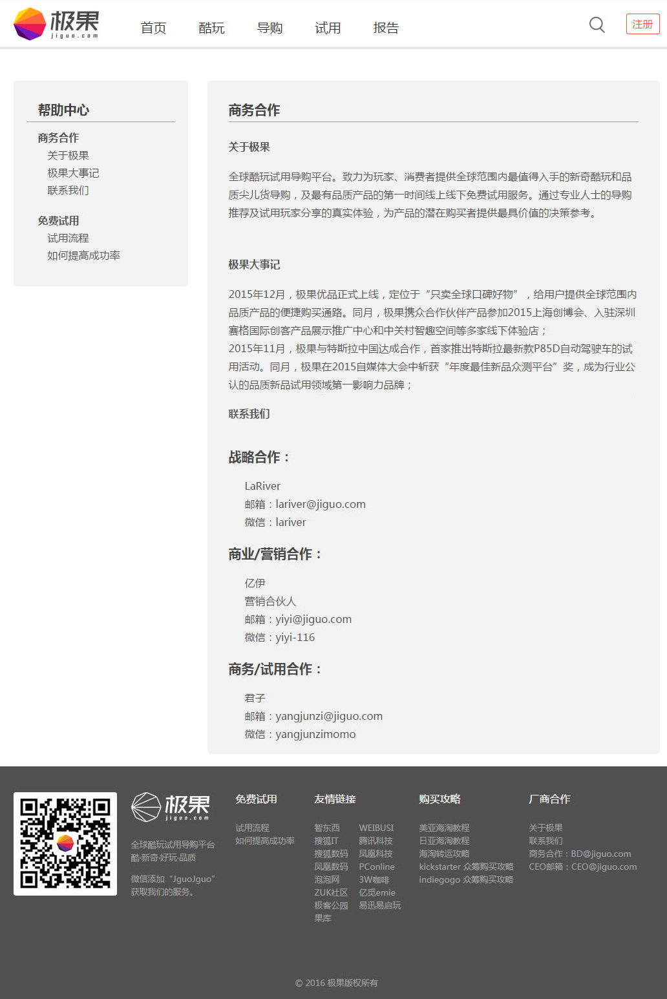 极果
jiguo.com
首页
酷玩
导购
试用
报告
注册
帮助中心
商务合作
关于极果
极果大事记
联系我们
免费试用
试用流程
如何提高成功率
商务合作
关于极果
全球酷玩试用导购平台。致力为玩家、消费者提供全球范围内最值得入手的新奇酷玩和品
质尖儿货导购，及最有品质产品的第一时间线上线下免费试用服务。通过专业人士的导购
推荐及试用玩家分享的真实体验，为产品的潜在购买者提供最具价值的决策参考。
极果大事记
2015年12月，极果优品正式上线，定位于“只卖全球口碑好物”，给用户提供全球范围内
品质产品的便捷购买通路。同月，极果携众合作伙伴产品参加2015上海创博会、入驻深圳
赛格国际创客产品展示推广中心和中关村智趣空间等多家线下体验店；
2015年11月，极果与特斯拉中国达成合作，首家推出特斯拉最新款P85D自动驾驶车的试
用活动。同月，极果在2015自媒体大会中斩获“年度最佳新品众测平台”奖，成为行业公
认的品质新品试用领域第一影响力品牌；
联系我们
战略合作：
LaRiver
邮箱：lariver@jiguo.com
微信：lariver
商业/营销合作：
亿伊
营销合伙人
邮箱：yiyi@jiguo.com
微信：yiyi-116
商务/试用合作：
君子
邮箱：yangjunzi@jiguo.com
微信：yangjunzimomo
极果
jiguo.com
全球酷玩试用导购平台
酷·新奇·好玩·品质
微信添加“JguoJguo”
获取我们的服务。
免费试用
试用流程
如何提高成功率
友情链接
智东西 WEIBUSI
搜狐IT 腾讯科技
搜狐数码 凤凰科技
凤凰数码 PConline
泡泡网 3W咖啡
ZUK社区 亿觅emie
极客公园 易迅易启玩
果库
购买攻略
美亚海淘教程
日亚海淘教程
海淘转运攻略
kickstarter 众筹购买攻略
indiegogo 众筹购买攻略
厂商合作
关于极果
联系我们
商务合作：BD@jiguo.com
CEO邮箱：CEO@jiguo.com
© 2016 极果版权所有